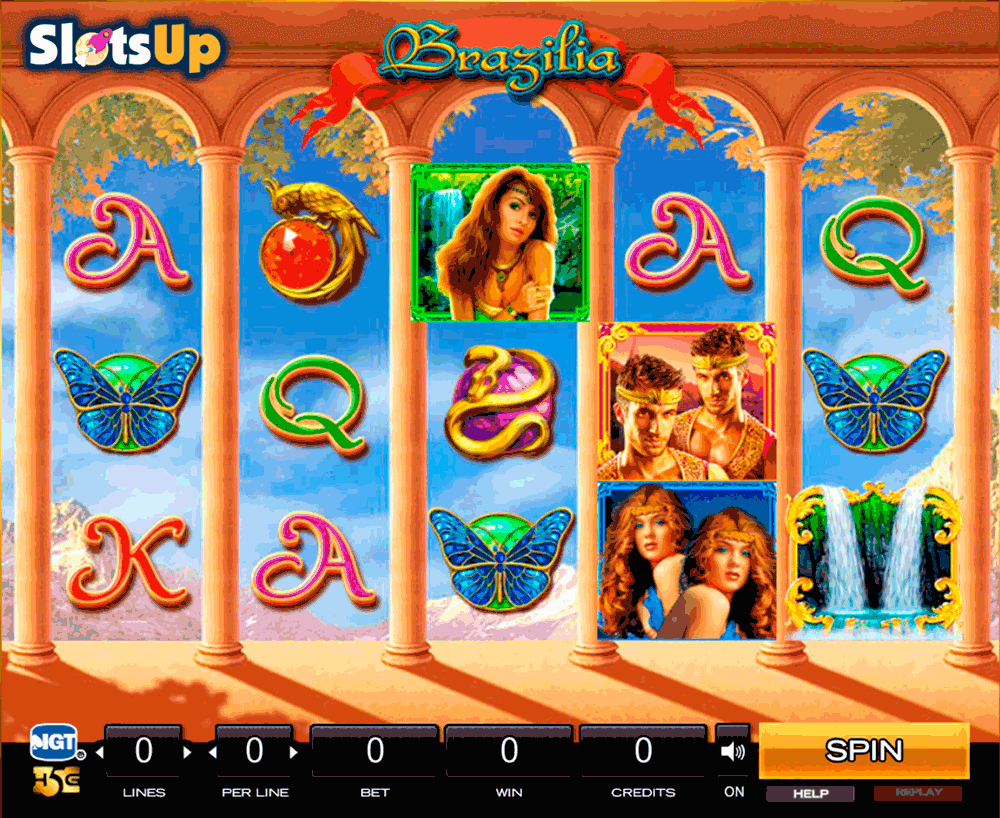 SlotsUp
Brazilia
A
A
Q
Q
K
A
IGT
0
0
0
0
0
SPIN
LINES
PER LINE
BET
WIN
CREDITS
ON
HELP
REPLAY